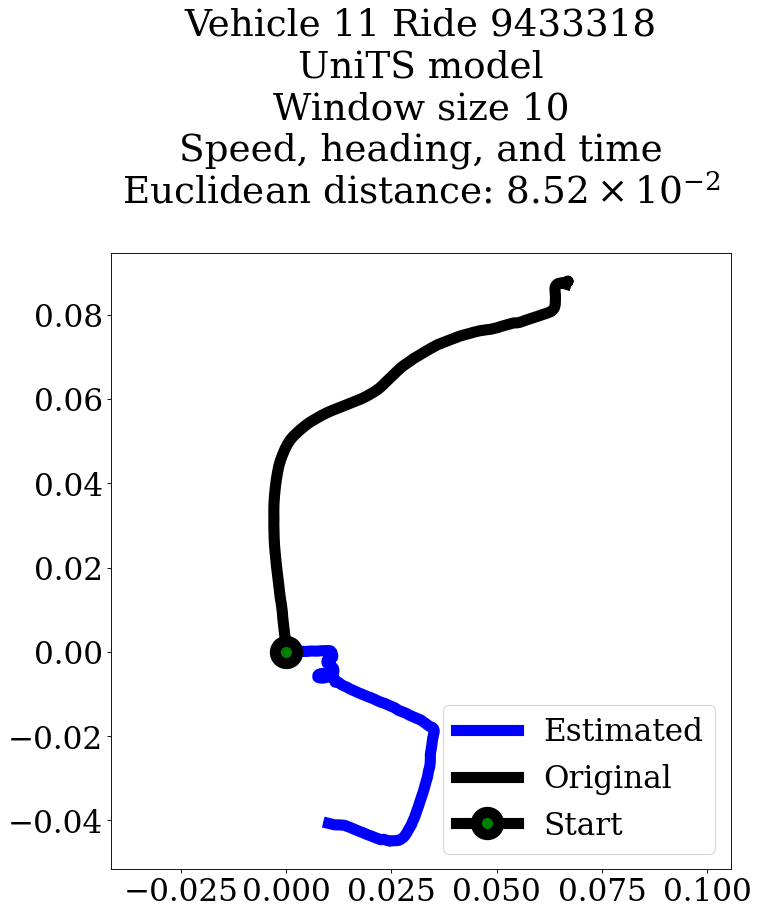 Vehicle 11 Ride 9433318
UniTS model
Window size 10
Speed, heading, and time
Euclidean distance: 8.52 × 10⁻²
0.08
0.06
0.04
0.02
0.00
−0.02
−0.04
Estimated
Original
Start
−0.025 0.000 0.025 0.050 0.075 0.100